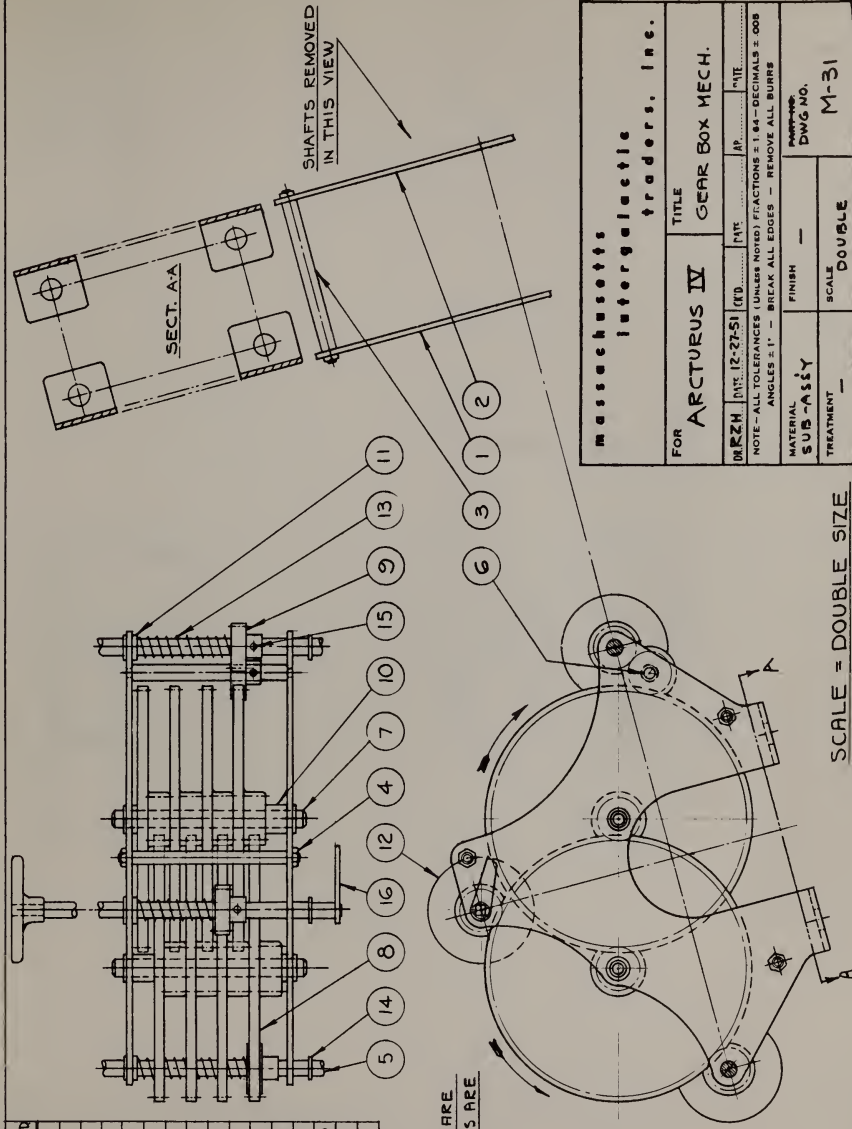 SHAFTS REMOVED
IN THIS VIEW
SECT. A-A
11
13
9
15
10
7
4
12
16
8
14
5
3
1
2
6
A
A
ARE
S ARE
SCALE = DOUBLE SIZE
massachusetts
intergalactic
traders, inc.
FOR
ARCTURUS IV
TITLE
GEAR BOX MECH.
DR. RZH DATE 12-27-51 CK'D DATE AP. DATE
NOTE-ALL TOLERANCES (UNLESS NOTED) FRACTIONS ± 1/64-DECIMALS ± .005
ANGLES ± 1° - BREAK ALL EDGES - REMOVE ALL BURRS
MATERIAL
SUB-ASS'Y
FINISH
—
PART NO.
DWG NO.
M-31
TREATMENT
—
SCALE
DOUBLE